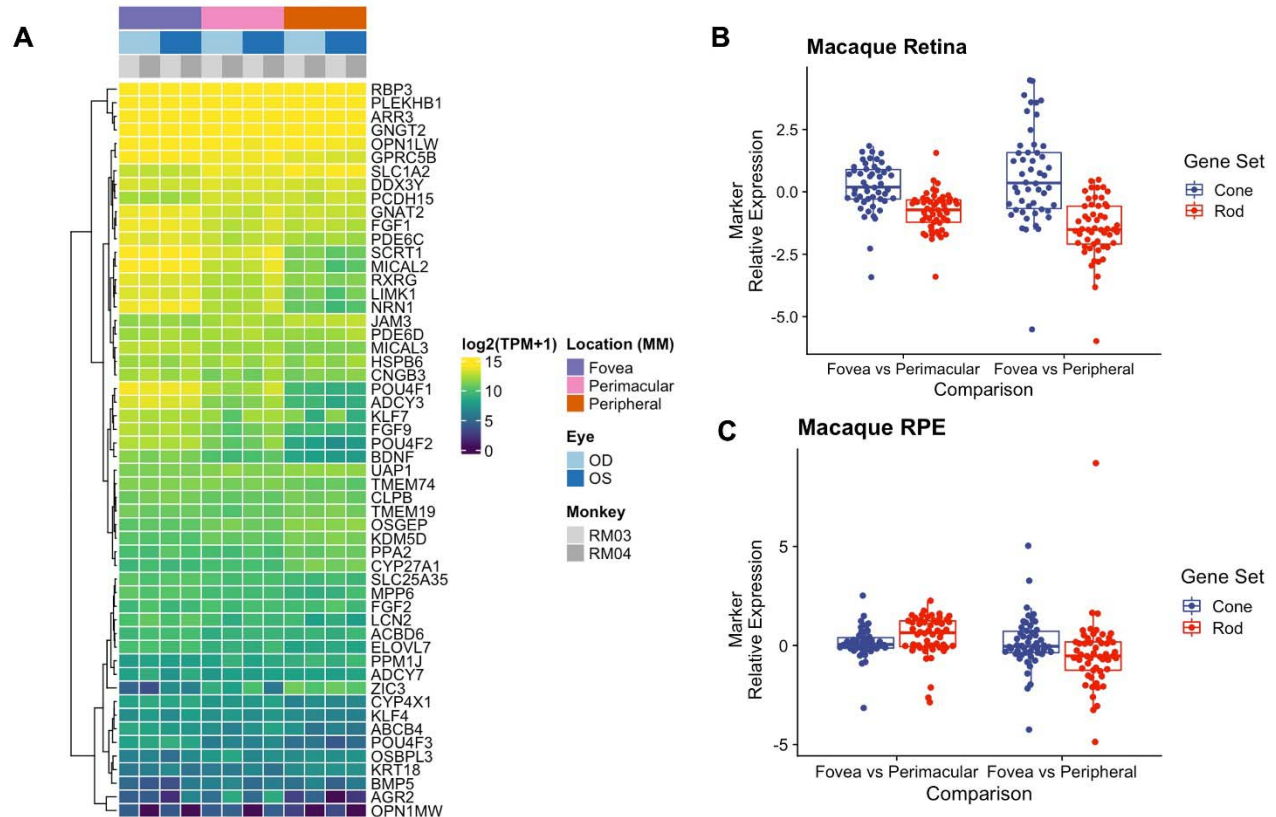 A
RBP3
PLEKHB1
ARR3
GNGT2
OPN1LW
GPRC5B
SLC1A2
DDX3Y
PCDH15
GNAT2
FGF1
PDE6C
SCRT1
MICAL2
RXRG
LIMK1
NRN1
JAM3
PDE6D
MICAL3
HSPB6
CNGB3
POU4F1
ADCY3
KLF7
FGF9
POU4F2
BDNF
UAP1
TMEM74
CLPB
TMEM19
OSGEP
KDM5D
PPA2
CYP27A1
SLC25A35
MPP6
FGF2
LCN2
ACBD6
ELOVL7
PPM1J
ADCY7
ZIC3
CYP4X1
KLF4
ABCB4
POU4F3
OSBPL3
KRT18
BMP5
AGR2
OPN1MW
log2(TPM+1)
15
10
5
0
Location (MM)
Fovea
Perimacular
Peripheral
Eye
OD
OS
Monkey
RM03
RM04
B
Macaque Retina
Marker
Relative Expression
2.5
0.0
-2.5
-5.0
Fovea vs Perimacular
Fovea vs Peripheral
Comparison
Gene Set
Cone
Rod
C
Macaque RPE
Marker
Relative Expression
5
0
-5
Fovea vs Perimacular
Fovea vs Peripheral
Comparison
Gene Set
Cone
Rod